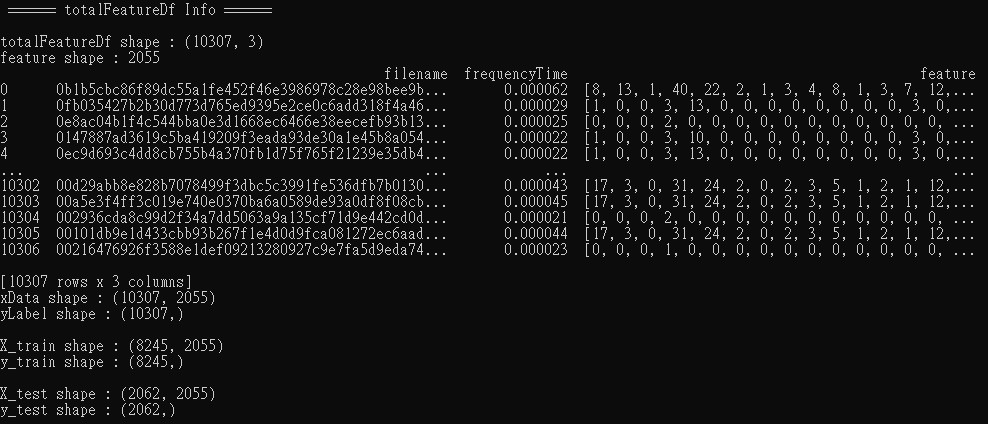 ══════ totalFeatureDf Info ══════
totalFeatureDf shape : (10307, 3)
feature shape : 2055
filename frequencyTime feature
0 0b1b5cbc86f89dc55a1fe452f46e3986978c28e98bee9b... 0.000062 [8, 13, 1, 40, 22, 2, 1, 3, 4, 8, 1, 3, 7, 12,...
1 0fb035427b2b30d773d765ed9395e2ce0c6add318f4a46... 0.000029 [1, 0, 0, 3, 13, 0, 0, 0, 0, 0, 0, 0, 3, 0,...
2 0e8ac04b1f4c544bba0e3d1668ec6466e38eecefb93b13... 0.000025 [0, 0, 0, 2, 0, 0, 0, 0, 0, 0, 0, 0, 0, 0, ...
3 0147887ad3619c5ba419209f3eada93de30a1e45b8a054... 0.000022 [1, 0, 0, 3, 10, 0, 0, 0, 0, 0, 0, 0, 3, 0,...
4 0ec9d693c4dd8cb755b4a370fb1d75f765f21239e35db4... 0.000022 [1, 0, 0, 3, 13, 0, 0, 0, 0, 0, 0, 0, 3, 0,...
... ... ... ...
10302 00d29abb8e828b7078499f3dbc5c3991fe536dfb7b0130... 0.000043 [17, 3, 0, 31, 24, 2, 0, 2, 3, 5, 1, 2, 1, 12,...
10303 00a5e3f4ff3c019e740e0370ba6a0589de93a0df8f08cb... 0.000045 [17, 3, 0, 31, 24, 2, 0, 2, 3, 5, 1, 2, 1, 12,...
10304 002936cda8c99d2f34a7dd5063a9a135cf71d9e442cd0d... 0.000021 [0, 0, 0, 2, 0, 0, 0, 0, 0, 0, 0, 0, 0, 0, ...
10305 00101db9e1d433cbb93b267f1e4d0d9fca081272ec6aad... 0.000044 [17, 3, 0, 31, 24, 2, 0, 2, 3, 5, 1, 2, 1, 12,...
10306 00216476926f3588e1def09213280927c9e7fa5d9eda74... 0.000023 [0, 0, 0, 1, 0, 0, 0, 0, 0, 0, 0, 0, 0, 0, ...
[10307 rows x 3 columns]
xData shape : (10307, 2055)
yLabel shape : (10307,)
X_train shape : (8245, 2055)
y_train shape : (8245,)
X_test shape : (2062, 2055)
y_test shape : (2062,)